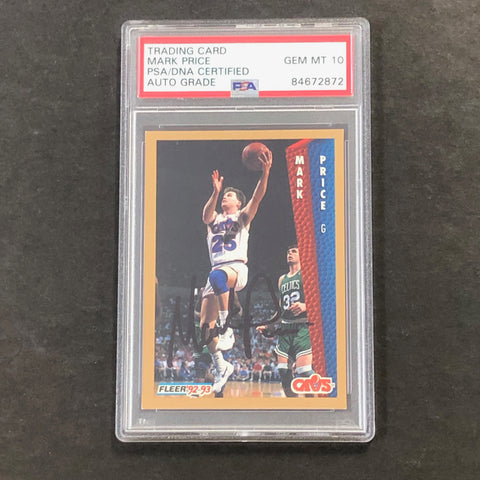 TRADING CARD
MARK PRICE
PSA/DNA CERTIFIED
AUTO GRADE
GEM MT 10
84672872
PSA
MARK
PRICE G
CAVS
25
CELTICS
32
FLEER '92-93
CAVS